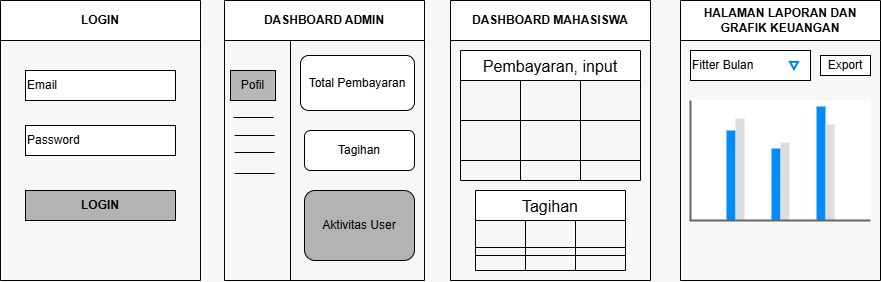 LOGIN
Email
Password
LOGIN
DASHBOARD ADMIN
Pofil
Total Pembayaran
Tagihan
Aktivitas User
DASHBOARD MAHASISWA
Pembayaran, input
Tagihan
HALAMAN LAPORAN DAN
GRAFIK KEUANGAN
Fitter Bulan
Export